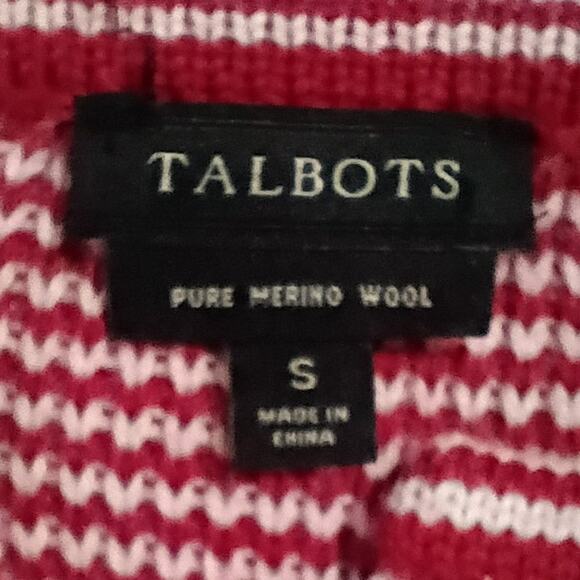 TALBOTS
PURE MERINO WOOL
S
MADE IN
CHINA